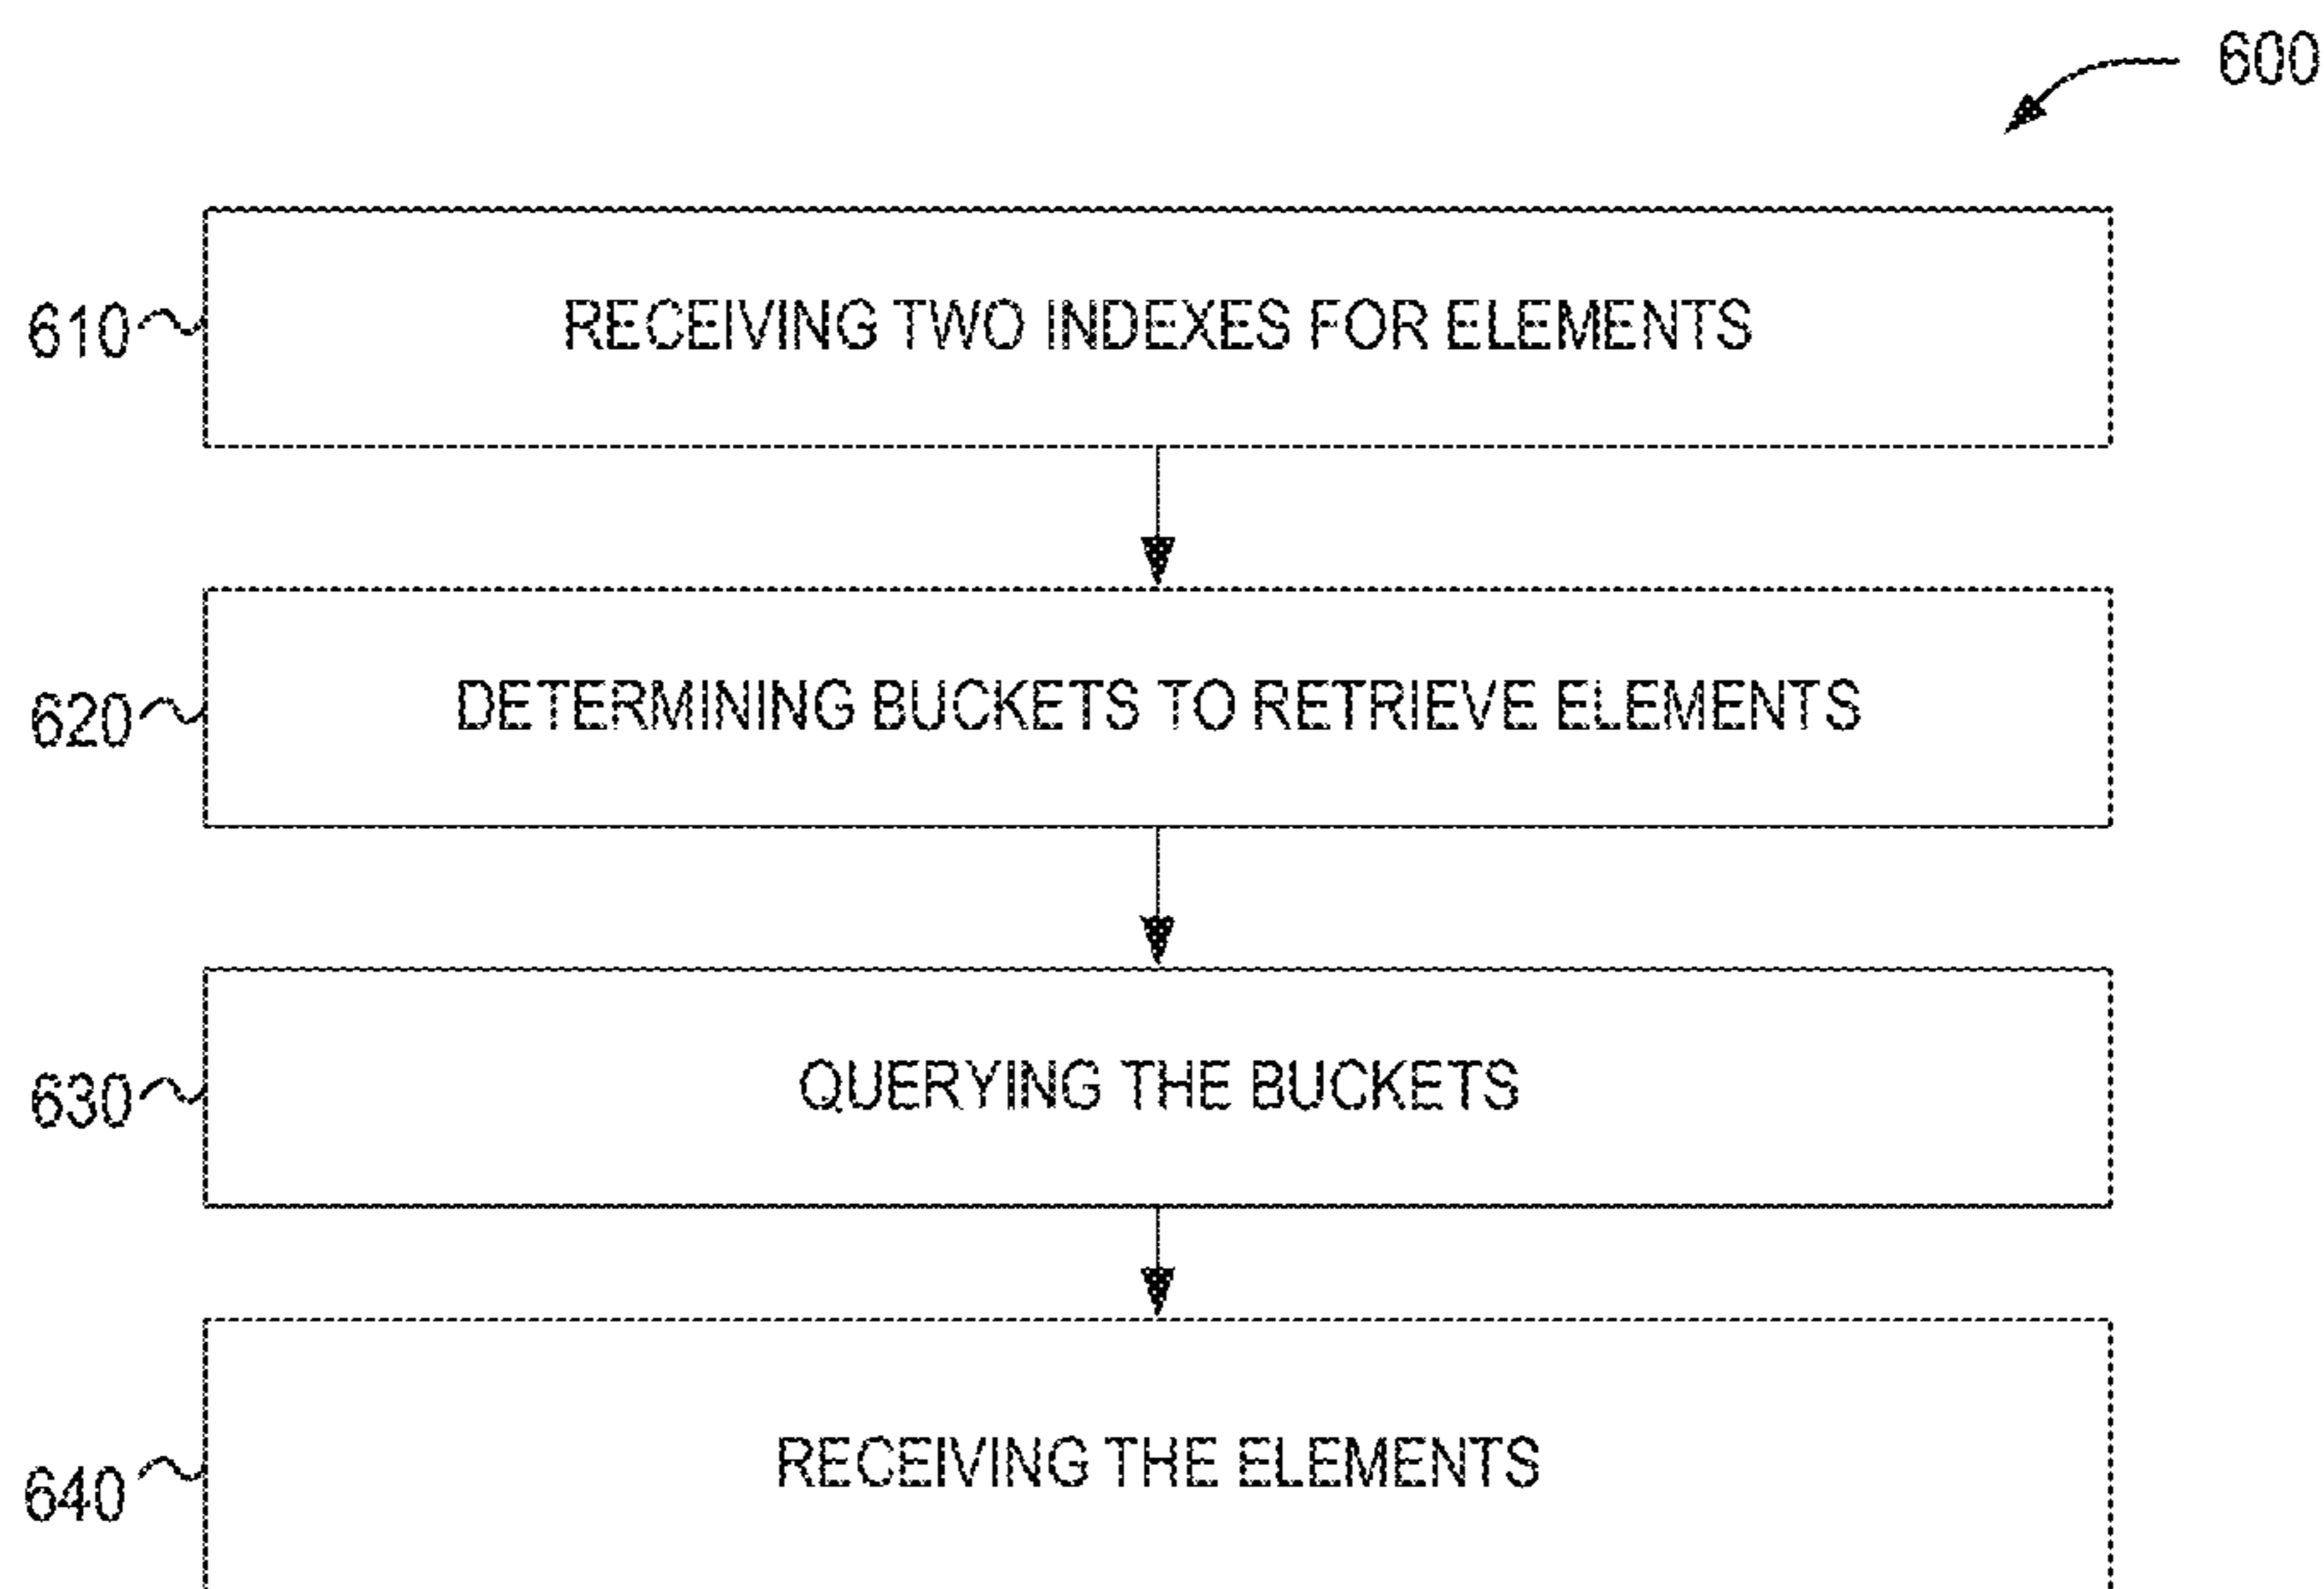 600
610 RECEIVING TWO INDEXES FOR ELEMENTS
620 DETERMINING BUCKETS TO RETRIEVE ELEMENTS
630 QUERYING THE BUCKETS
640 RECEIVING THE ELEMENTS